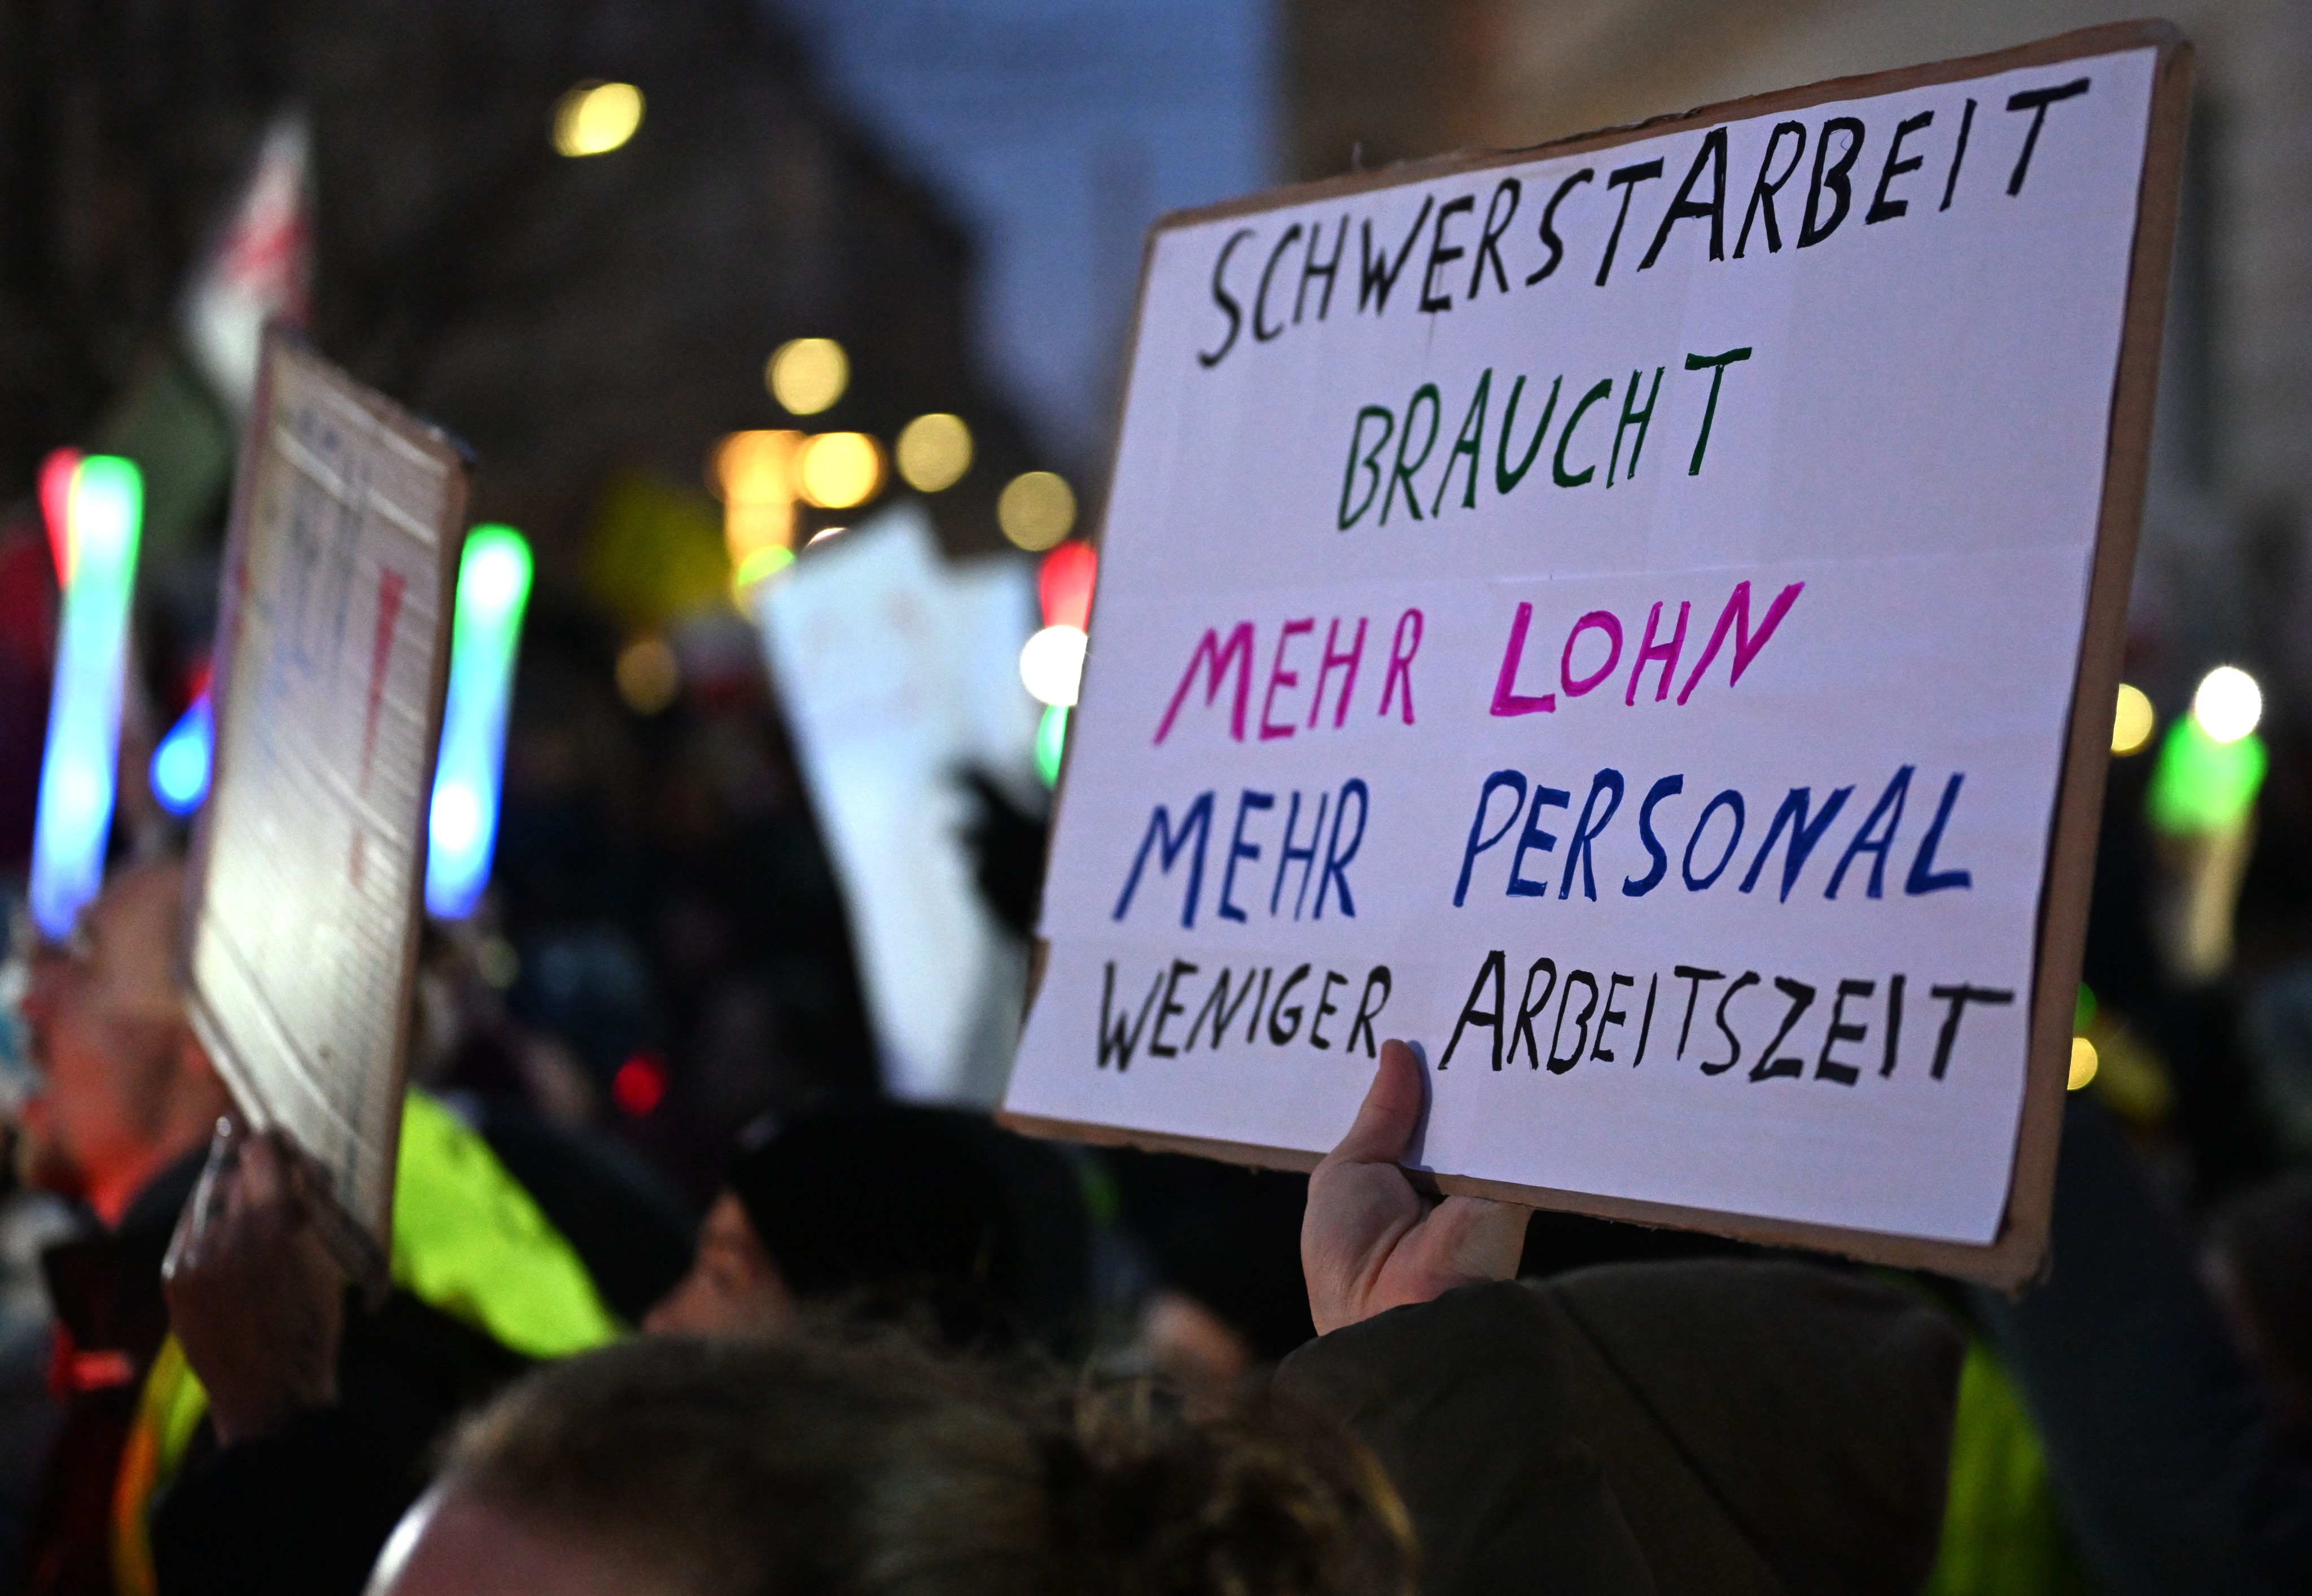 SCHWERSTARBEIT
BRAUCHT
MEHR LOHN
MEHR PERSONAL
WENIGER ARBEITSZEIT